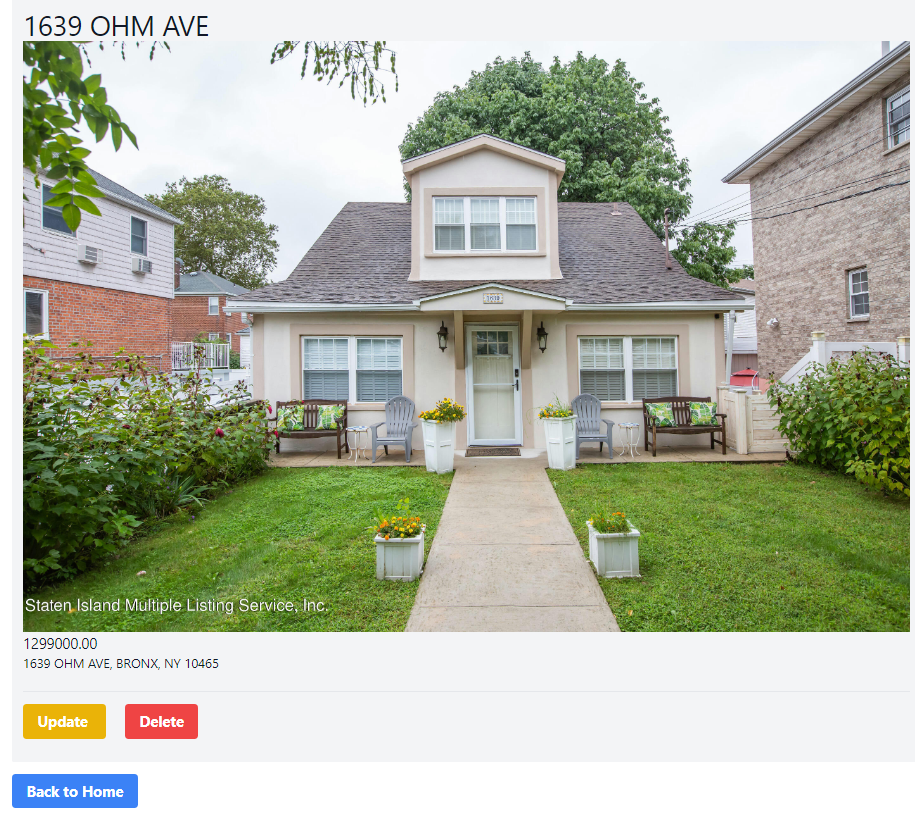 1639 OHM AVE
1639
Staten Island Multiple Listing Service, Inc.
1299000.00
1639 OHM AVE, BRONX, NY 10465
Update Delete
Back to Home